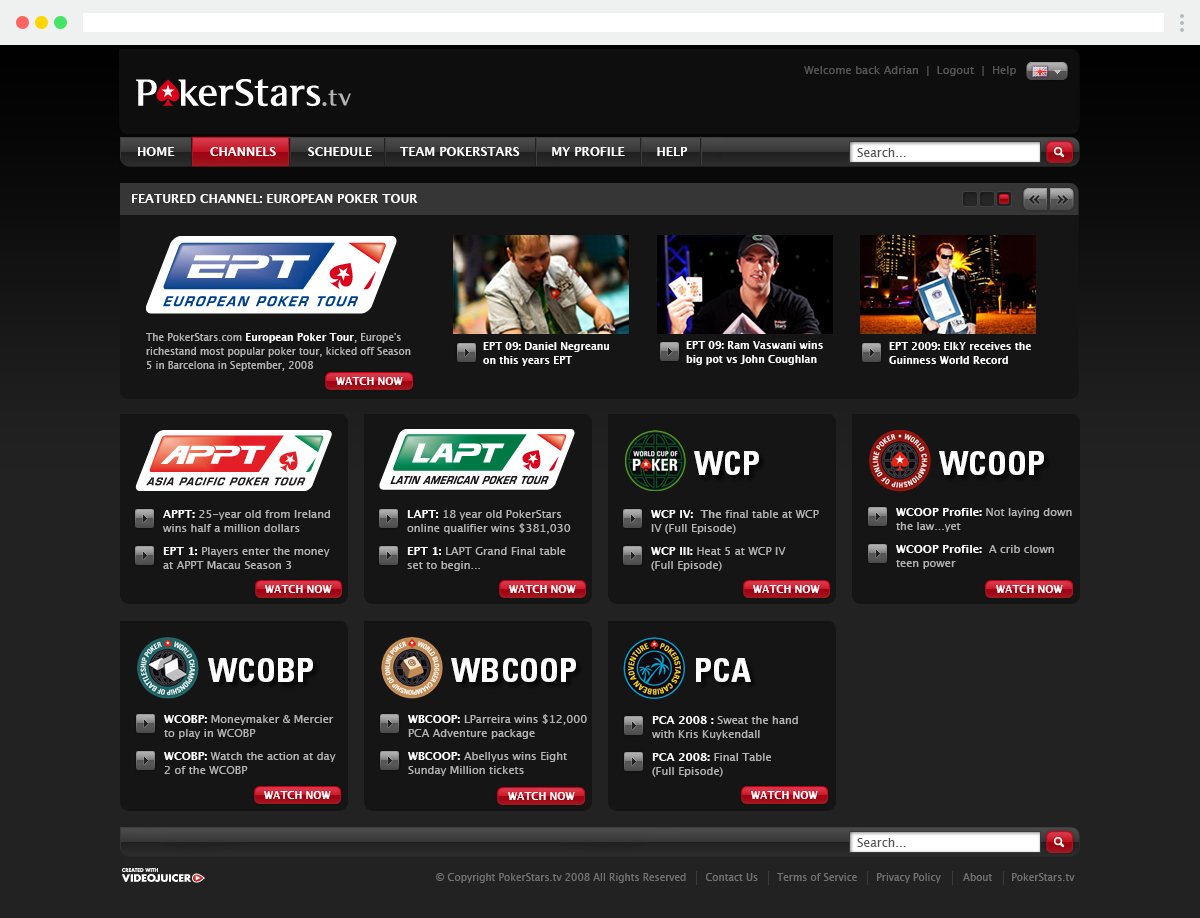 Welcome back Adrian | Logout | Help
PokerStars.tv
HOME CHANNELS SCHEDULE TEAM POKERSTARS MY PROFILE HELP Search...
FEATURED CHANNEL: EUROPEAN POKER TOUR
EPT
EUROPEAN POKER TOUR
The PokerStars.com European Poker Tour, Europe's
richestand most popular poker tour, kicked off Season
5 in Barcelona in September, 2008
WATCH NOW
EPT 09: Daniel Negreanu
on this years EPT
EPT 09: Ram Vaswani wins
big pot vs John Coughlan
EPT 2009: ElkY receives the
Guinness World Record
APPT
ASIA PACIFIC POKER TOUR
APPT: 25-year old from Ireland
wins half a million dollars
EPT 1: Players enter the money
at APPT Macau Season 3
WATCH NOW
LAPT
LATIN AMERICAN POKER TOUR
LAPT: 18 year old PokerStars
online qualifier wins $381,030
EPT 1: LAPT Grand Final table
set to begin...
WATCH NOW
WORLD CUP OF
POKER
WCP
WCP IV: The final table at WCP
IV (Full Episode)
WCP III: Heat 5 at WCP IV
(Full Episode)
WATCH NOW
WORLD CHAMPIONSHIP OF ONLINE POKER
WCOOP
WCOOP Profile: Not laying down
the law...yet
WCOOP Profile: A crib clown
teen power
WATCH NOW
WORLD CHAMPIONSHIP OF BATTLESHIP POKER
WCOBP
WCOBP: Moneymaker & Mercier
to play in WCOBP
WCOBP: Watch the action at day
2 of the WCOBP
WATCH NOW
WORLD BLOGGER CHAMPIONSHIP OF ONLINE POKER
WBCOOP
WBCOOP: LParreira wins $12,000
PCA Adventure package
WBCOOP: Abellyus wins Eight
Sunday Million tickets
WATCH NOW
POKERSTARS CARIBBEAN ADVENTURE
PCA
PCA 2008 : Sweat the hand
with Kris Kuykendall
PCA 2008: Final Table
(Full Episode)
WATCH NOW
Search...
CREATED WITH
VIDEOJUICER
© Copyright PokerStars.tv 2008 All Rights Reserved | Contact Us | Terms of Service | Privacy Policy | About | PokerStars.tv